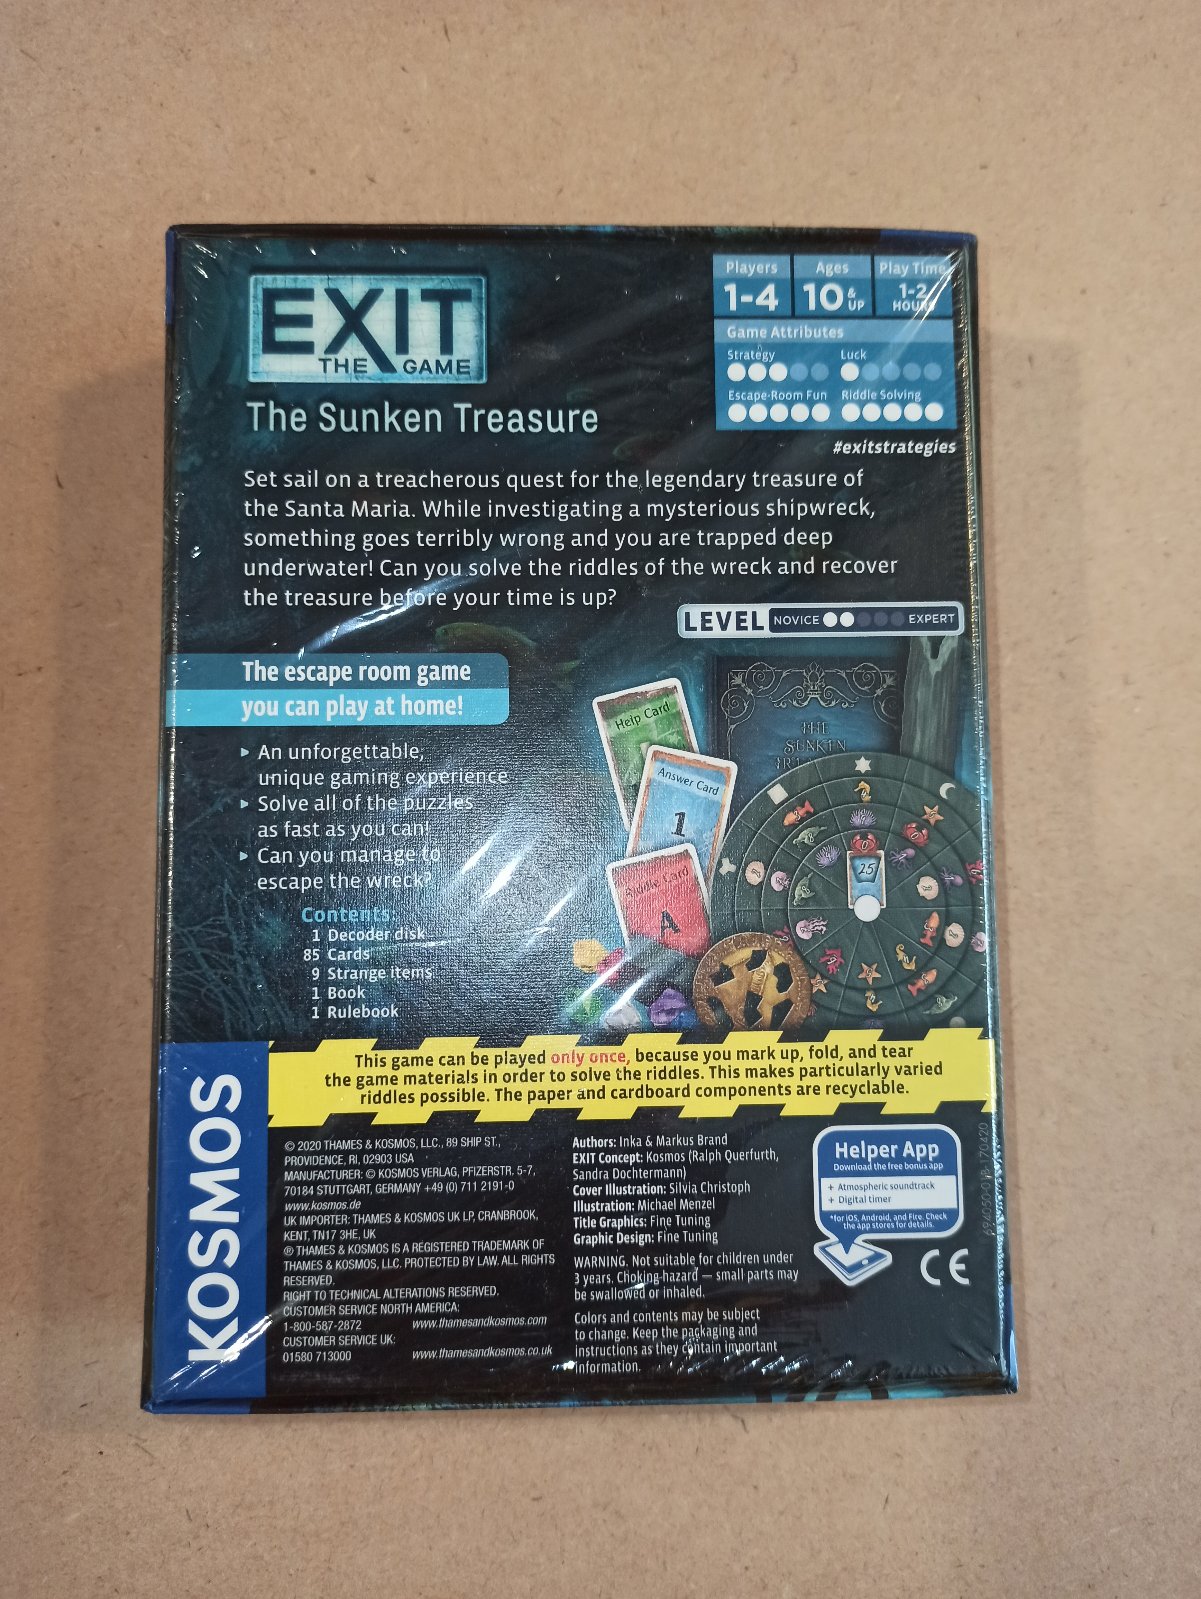 EXIT
THE GAME
The Sunken Treasure
Players
1-4
Ages
10 & UP
Play Time
1-2
HOURS
Game Attributes
Strategy
Luck
Escape-Room Fun
Riddle Solving
#exitstrategies
Set sail on a treacherous quest for the legendary treasure of
the Santa Maria. While investigating a mysterious shipwreck,
something goes terribly wrong and you are trapped deep
underwater! Can you solve the riddles of the wreck and recover
the treasure before your time is up?
LEVEL NOVICE EXPERT
The escape room game
you can play at home!
▸ An unforgettable,
unique gaming experience
▸ Solve all of the puzzles
as fast as you can!
▸ Can you manage to
escape the wreck?
Contents:
1 Decoder disk
85 Cards
9 Strange items
1 Book
1 Rulebook
Help Card
Answer Card
1
Riddle Card
A
THE
SUNKEN
25
This game can be played only once, because you mark up, fold, and tear
the game materials in order to solve the riddles. This makes particularly varied
riddles possible. The paper and cardboard components are recyclable.
KOSMOS
© 2020 THAMES & KOSMOS, LLC., 89 SHIP ST.,
PROVIDENCE, RI, 02903 USA
MANUFACTURER: © KOSMOS VERLAG, PFIZERSTR. 5-7,
70184 STUTTGART, GERMANY +49 (0) 711 2191-0
www.kosmos.de
UK IMPORTER: THAMES & KOSMOS UK LP, CRANBROOK,
KENT, TN17 3HE, UK
® THAMES & KOSMOS IS A REGISTERED TRADEMARK OF
THAMES & KOSMOS, LLC. PROTECTED BY LAW. ALL RIGHTS
RESERVED.
RIGHT TO TECHNICAL ALTERATIONS RESERVED.
CUSTOMER SERVICE NORTH AMERICA:
1-800-587-2872 www.thamesandkosmos.com
CUSTOMER SERVICE UK:
01580 713000 www.thamesandkosmos.co.uk
Authors: Inka & Markus Brand
EXIT Concept: Kosmos (Ralph Querfurth,
Sandra Dochtermann)
Cover Illustration: Silvia Christoph
Illustration: Michael Menzel
Title Graphics: Fine Tuning
Graphic Design: Fine Tuning
WARNING. Not suitable for children under
3 years. Choking hazard — small parts may
be swallowed or inhaled.
Colors and contents may be subject
to change. Keep the packaging and
instructions as they contain important
information.
Helper App
Download the free bonus app
+ Atmospheric soundtrack
+ Digital timer
*for iOS, Android, and Fire. Check
the app stores for details.
CE